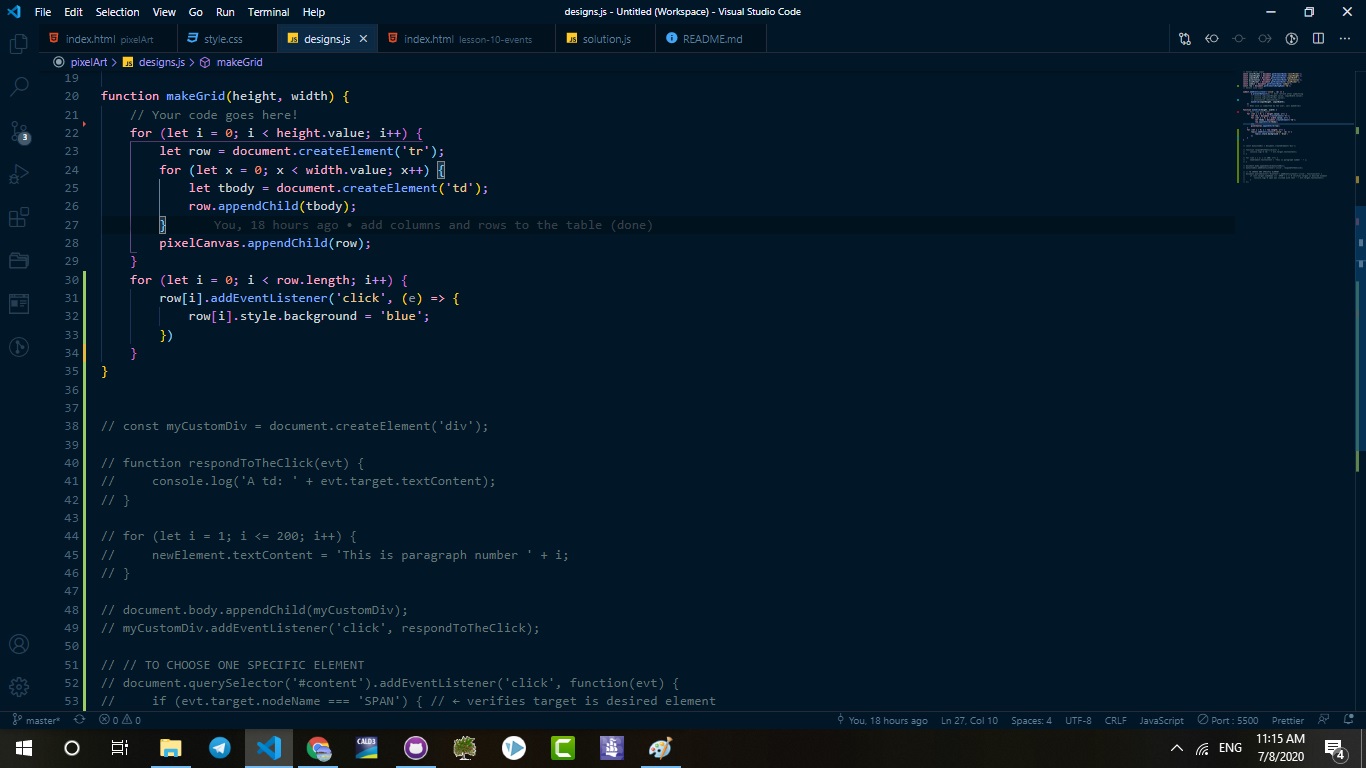 File Edit Selection View Go Run Terminal Help designs.js - Untitled (Workspace) - Visual Studio Code
index.html pixelArt style.css JS designs.js index.html lesson-10-events JS solution.js README.md
pixelArt > JS designs.js > makeGrid
19
20 function makeGrid(height, width) {
21 // Your code goes here!
22 for (let i = 0; i < height.value; i++) {
23 let row = document.createElement('tr');
24 for (let x = 0; x < width.value; x++) {
25 let tbody = document.createElement('td');
26 row.appendChild(tbody);
27 } You, 18 hours ago • add columns and rows to the table (done)
28 pixelCanvas.appendChild(row);
29 }
30 for (let i = 0; i < row.length; i++) {
31 row[i].addEventListener('click', (e) => {
32 row[i].style.background = 'blue';
33 })
34 }
35 }
36
37
38 // const myCustomDiv = document.createElement('div');
39
40 // function respondToTheClick(evt) {
41 // console.log('A td: ' + evt.target.textContent);
42 // }
43
44 // for (let i = 1; i <= 200; i++) {
45 // newElement.textContent = 'This is paragraph number ' + i;
46 // }
47
48 // document.body.appendChild(myCustomDiv);
49 // myCustomDiv.addEventListener('click', respondToTheClick);
50
51 // // TO CHOOSE ONE SPECIFIC ELEMENT
52 // document.querySelector('#content').addEventListener('click', function(evt) {
53 // if (evt.target.nodeName === 'SPAN') { // ← verifies target is desired element
3
master* 0 0 You, 18 hours ago Ln 27, Col 10 Spaces: 4 UTF-8 CRLF JavaScript Port : 5500 Prettier
CALD3 ENG 11:15 AM
7/8/2020 4